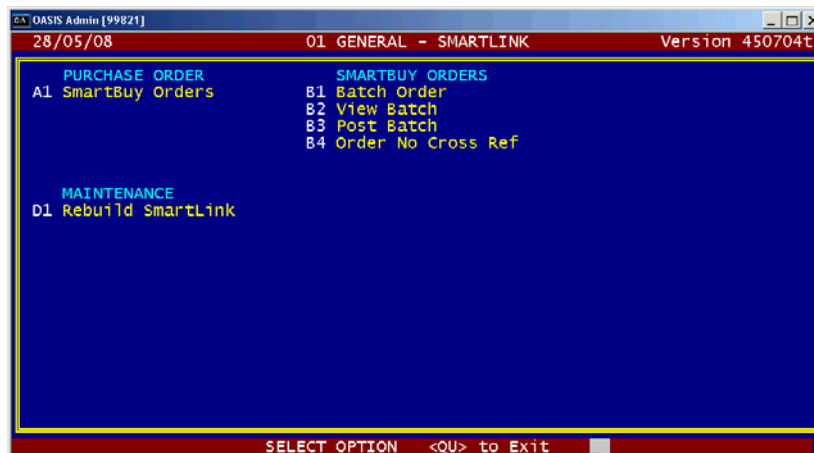 OASIS Admin [99821]
28/05/08 01 GENERAL - SMARTLINK Version 450704t
PURCHASE ORDER SMARTBUY ORDERS
A1 SmartBuy Orders B1 Batch Order
B2 View Batch
B3 Post Batch
B4 Order No Cross Ref
MAINTENANCE
D1 Rebuild SmartLink
SELECT OPTION <QU> to Exit